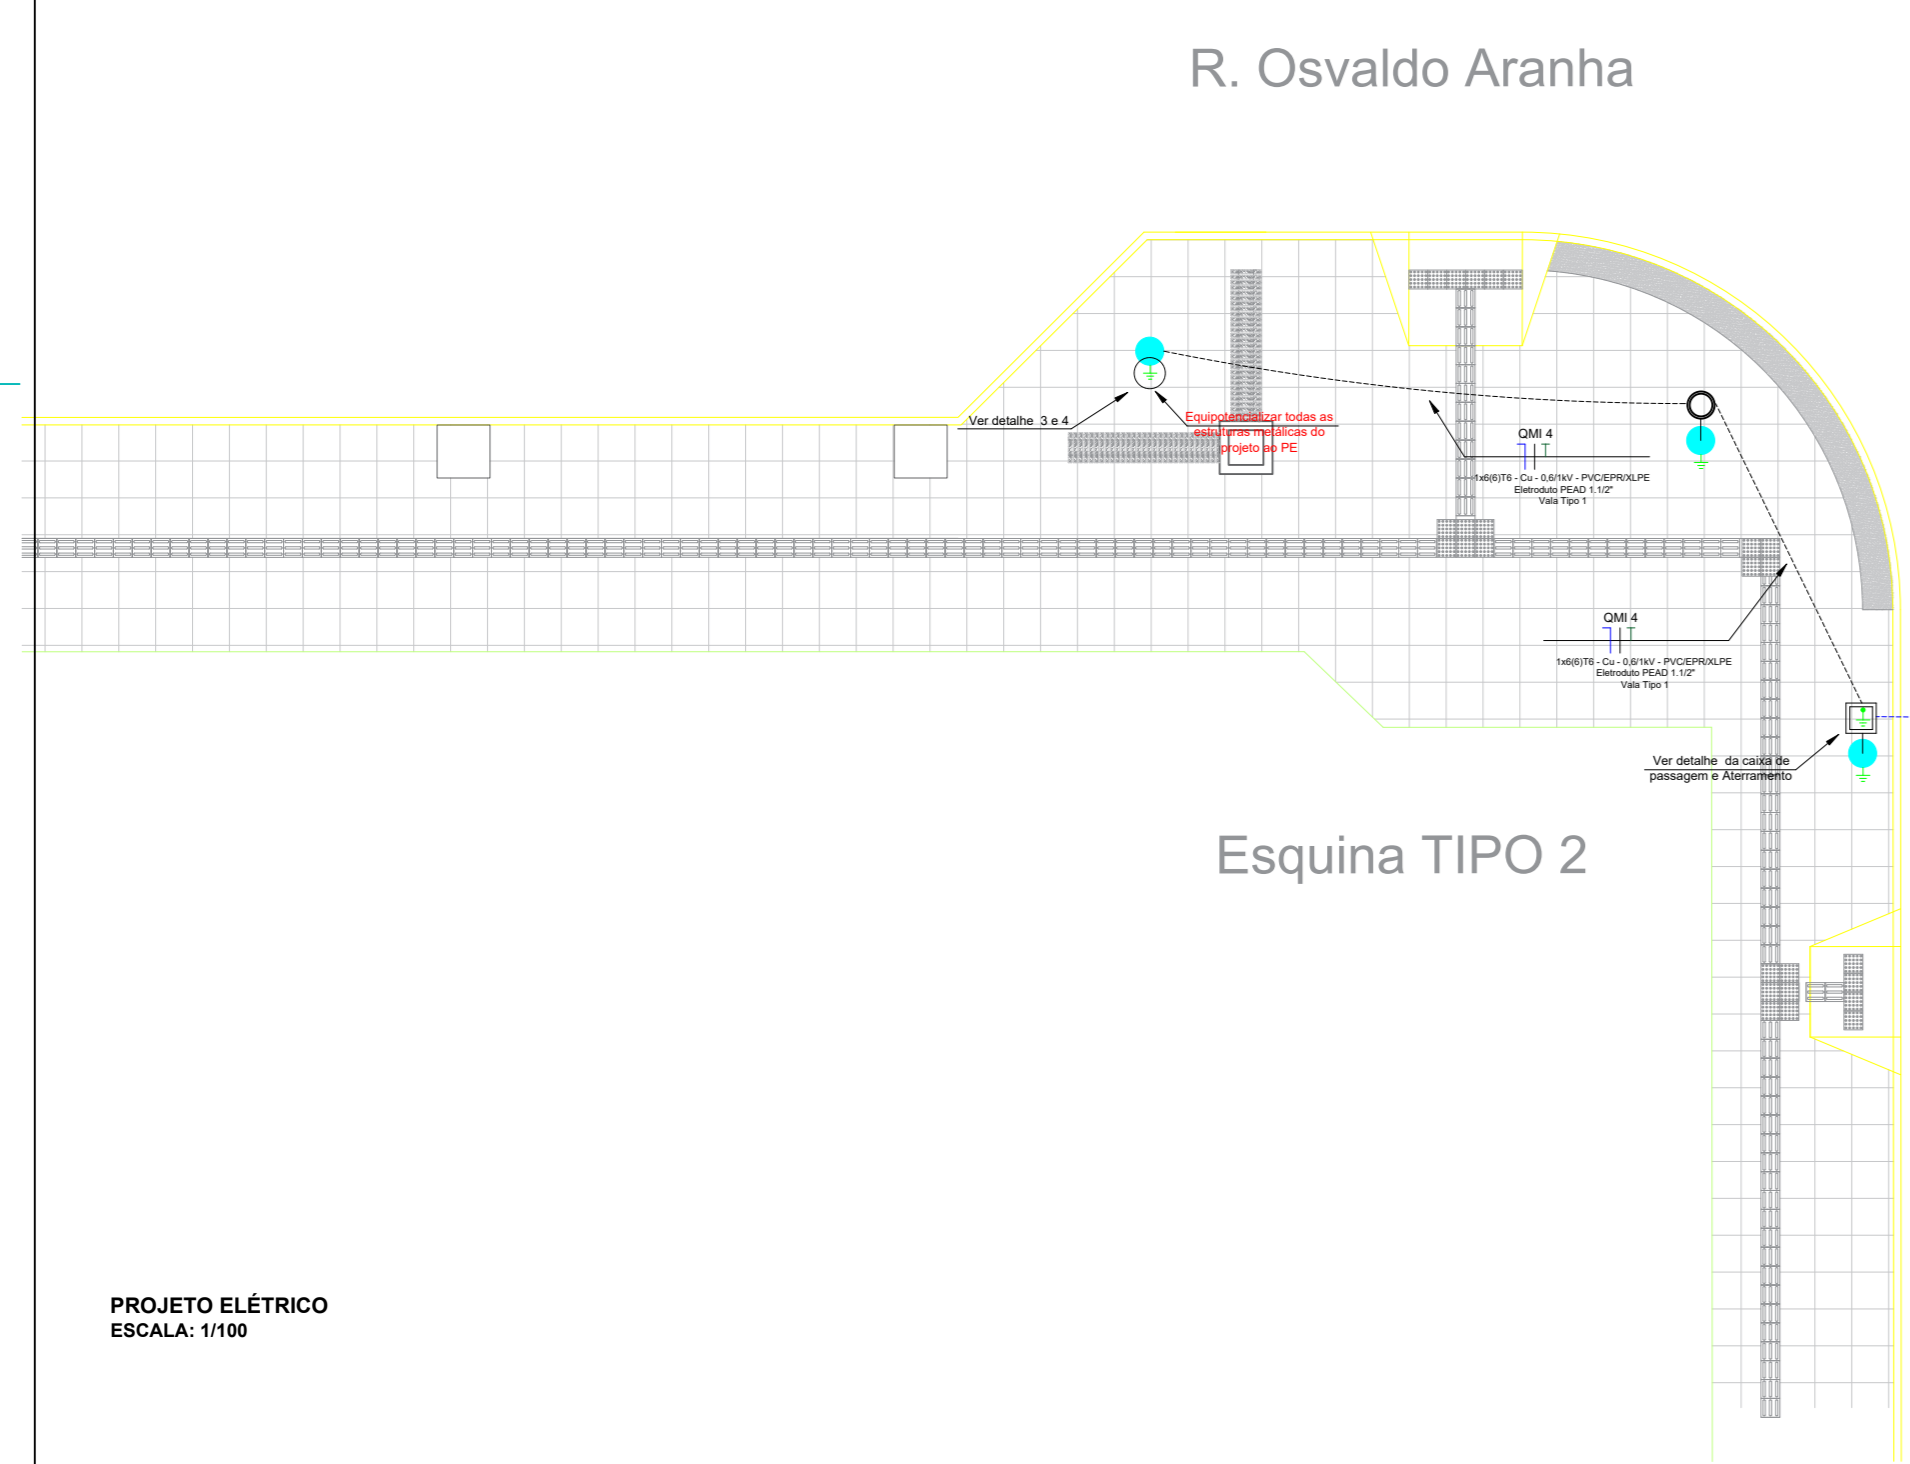 R. Osvaldo Aranha
Ver detalhe 3 e 4
Equipotencializar todas as
estruturas metálicas do
projeto ao PE
QMI 4
1x6(6)T6 - Cu - 0,6/1kV - PVC/EPR/XLPE
Eletroduto PEAD 1.1/2"
Vala Tipo 1
QMI 4
1x6(6)T6 - Cu - 0,6/1kV - PVC/EPR/XLPE
Eletroduto PEAD 1.1/2"
Vala Tipo 1
Ver detalhe da caixa de
passagem e Aterramento
Esquina TIPO 2
PROJETO ELÉTRICO
ESCALA: 1/100